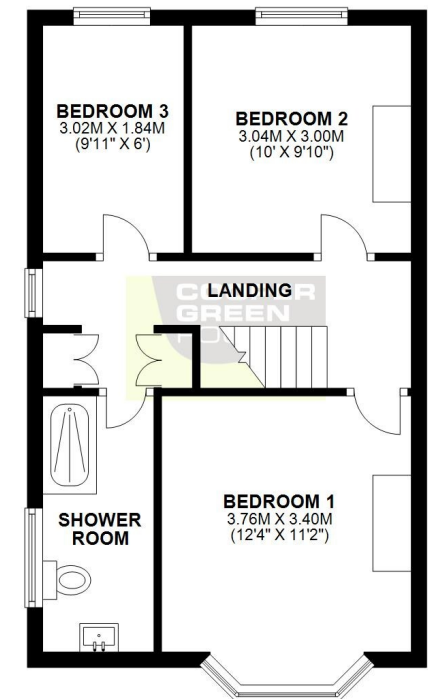 BEDROOM 3
3.02M X 1.84M
(9'11" X 6')
BEDROOM 2
3.04M X 3.00M
(10' X 9'10")
LANDING
GREEN
BEDROOM 1
3.76M X 3.40M
(12'4" X 11'2")
SHOWER
ROOM